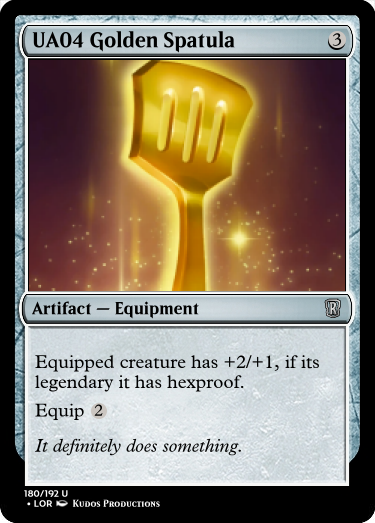 UA04 Golden Spatula 3
Artifact — Equipment R
Equipped creature has +2/+1, if its
legendary it has hexproof.
Equip 2
It definitely does something.
180/192 U
• LOR Kudos Productions